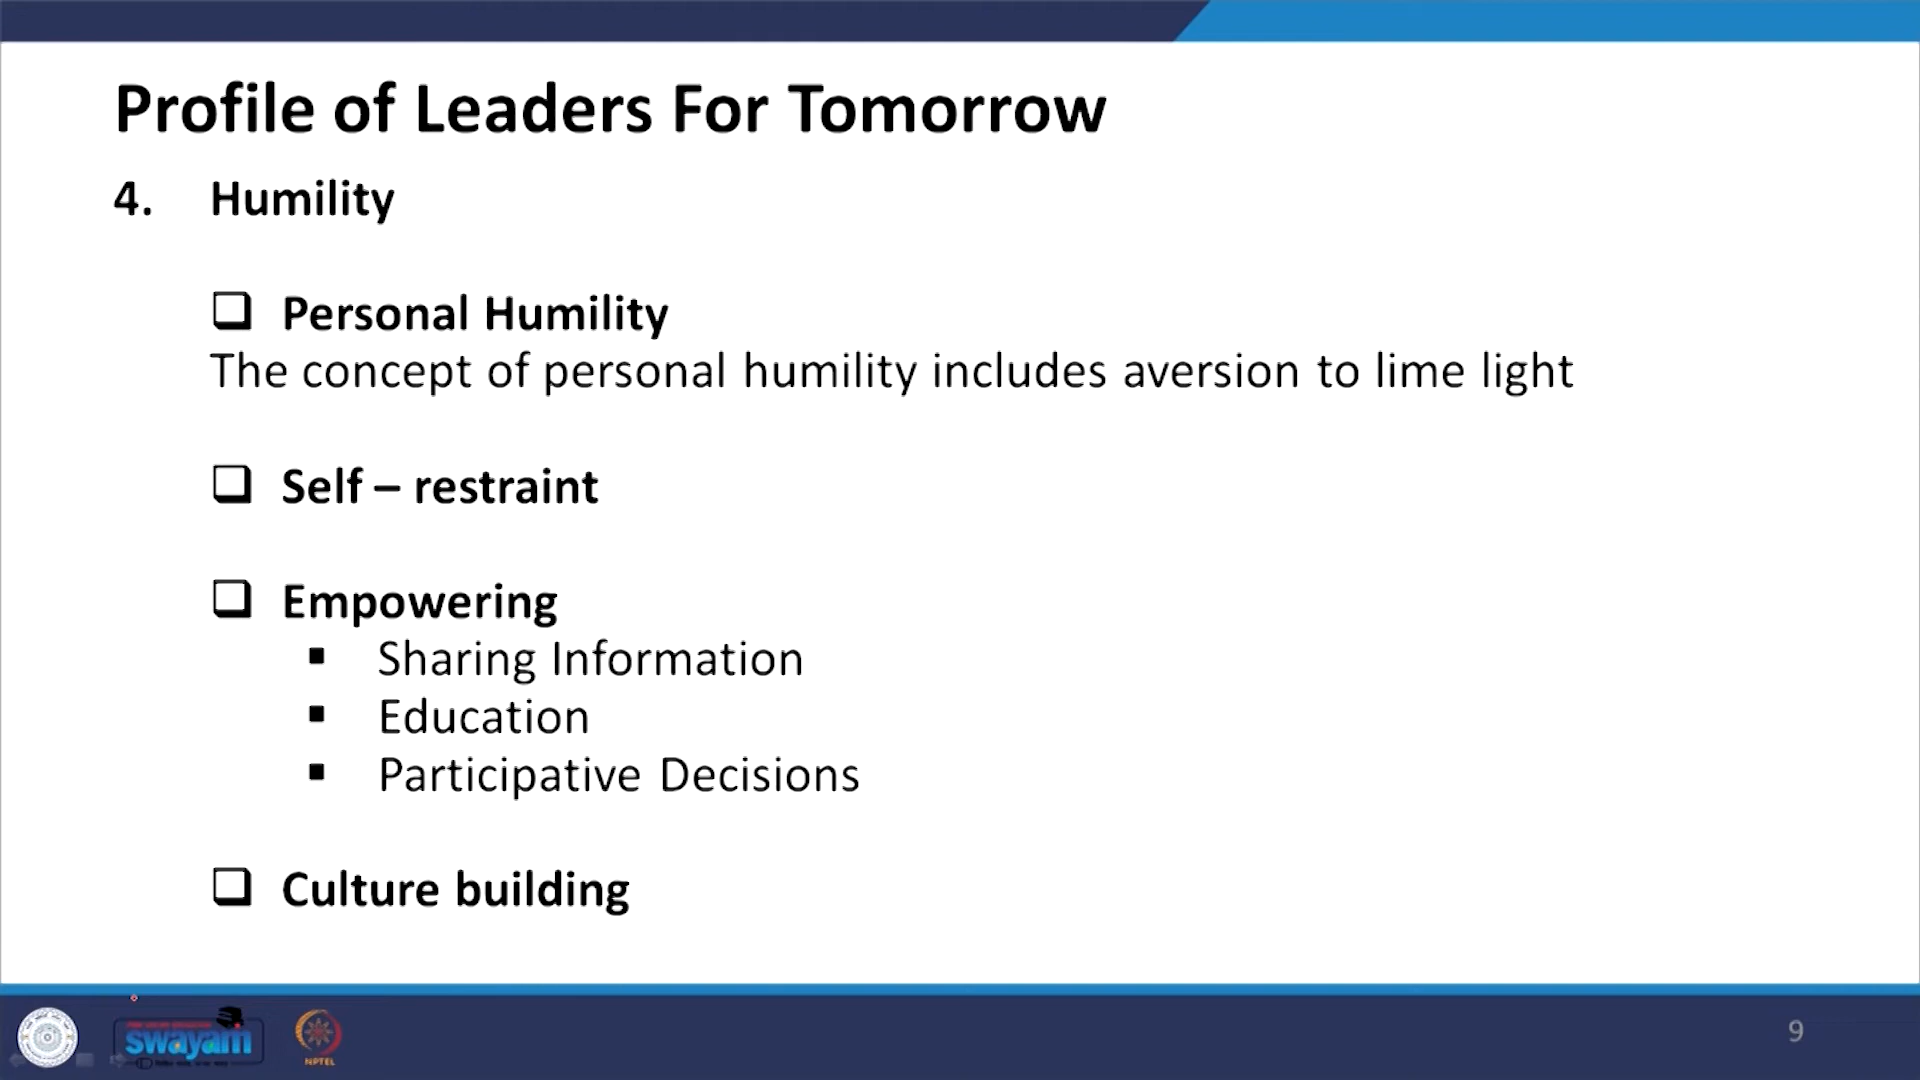 Profile of Leaders For Tomorrow
4. Humility
Personal Humility
The concept of personal humility includes aversion to lime light
Self – restraint
Empowering
Sharing Information
Education
Participative Decisions
Culture building
swayam
NPTEL
9